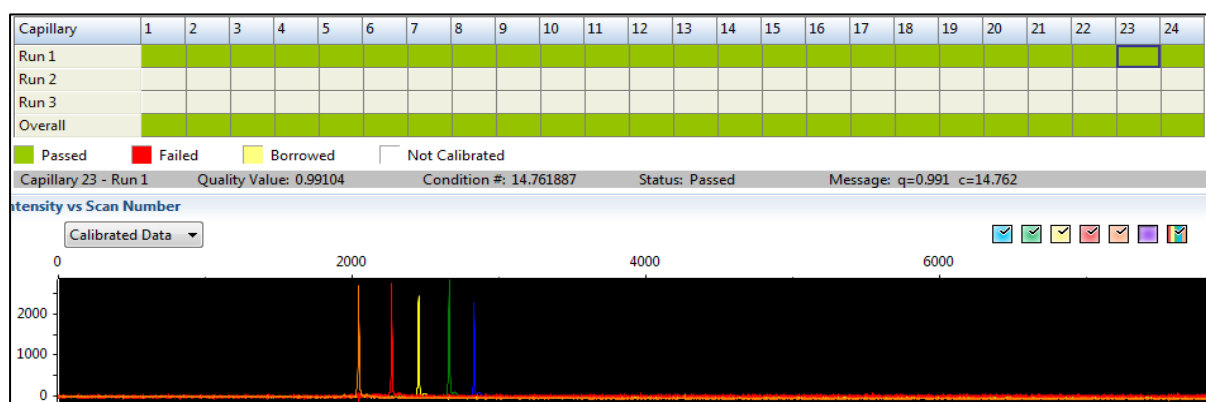 Capillary 1 2 3 4 5 6 7 8 9 10 11 12 13 14 15 16 17 18 19 20 21 22 23 24
Run 1
Run 2
Run 3
Overall
Passed Failed Borrowed Not Calibrated
Capillary 23 - Run 1 Quality Value: 0.99104 Condition #: 14.761887 Status: Passed Message: q=0.991 c=14.762
ntensity vs Scan Number
Calibrated Data
0 2000 4000 6000
2000
1000
0